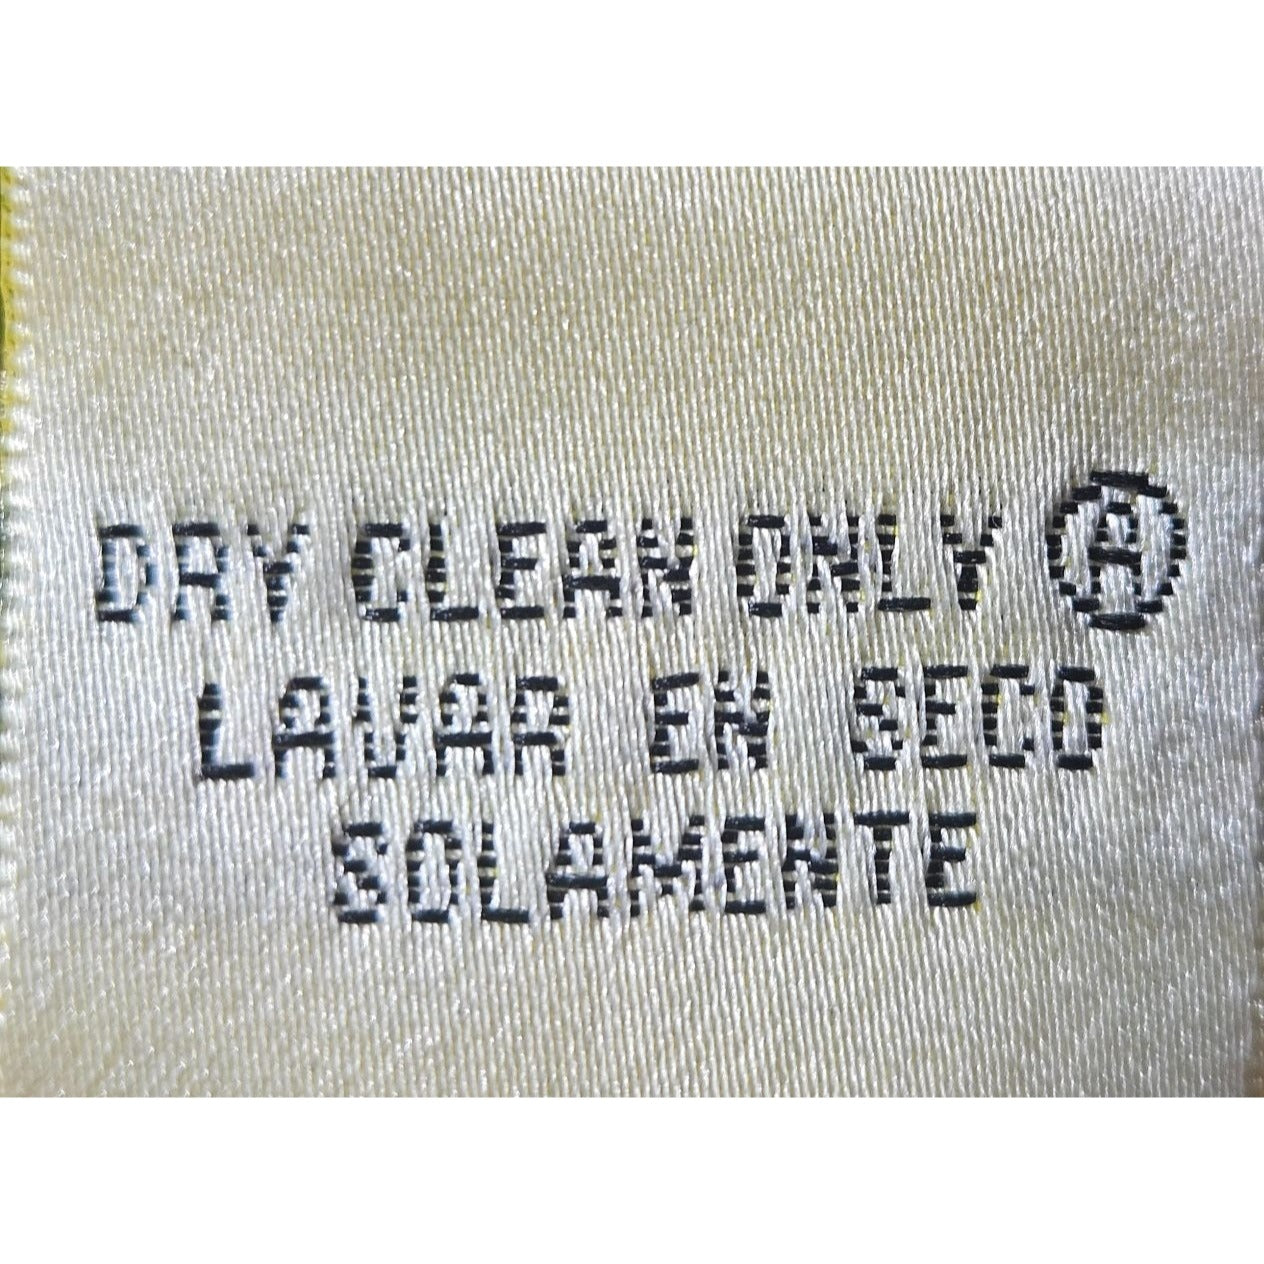 DRY CLEAN ONLY Ⓐ
LAVAR EN SECO
SOLAMENTE